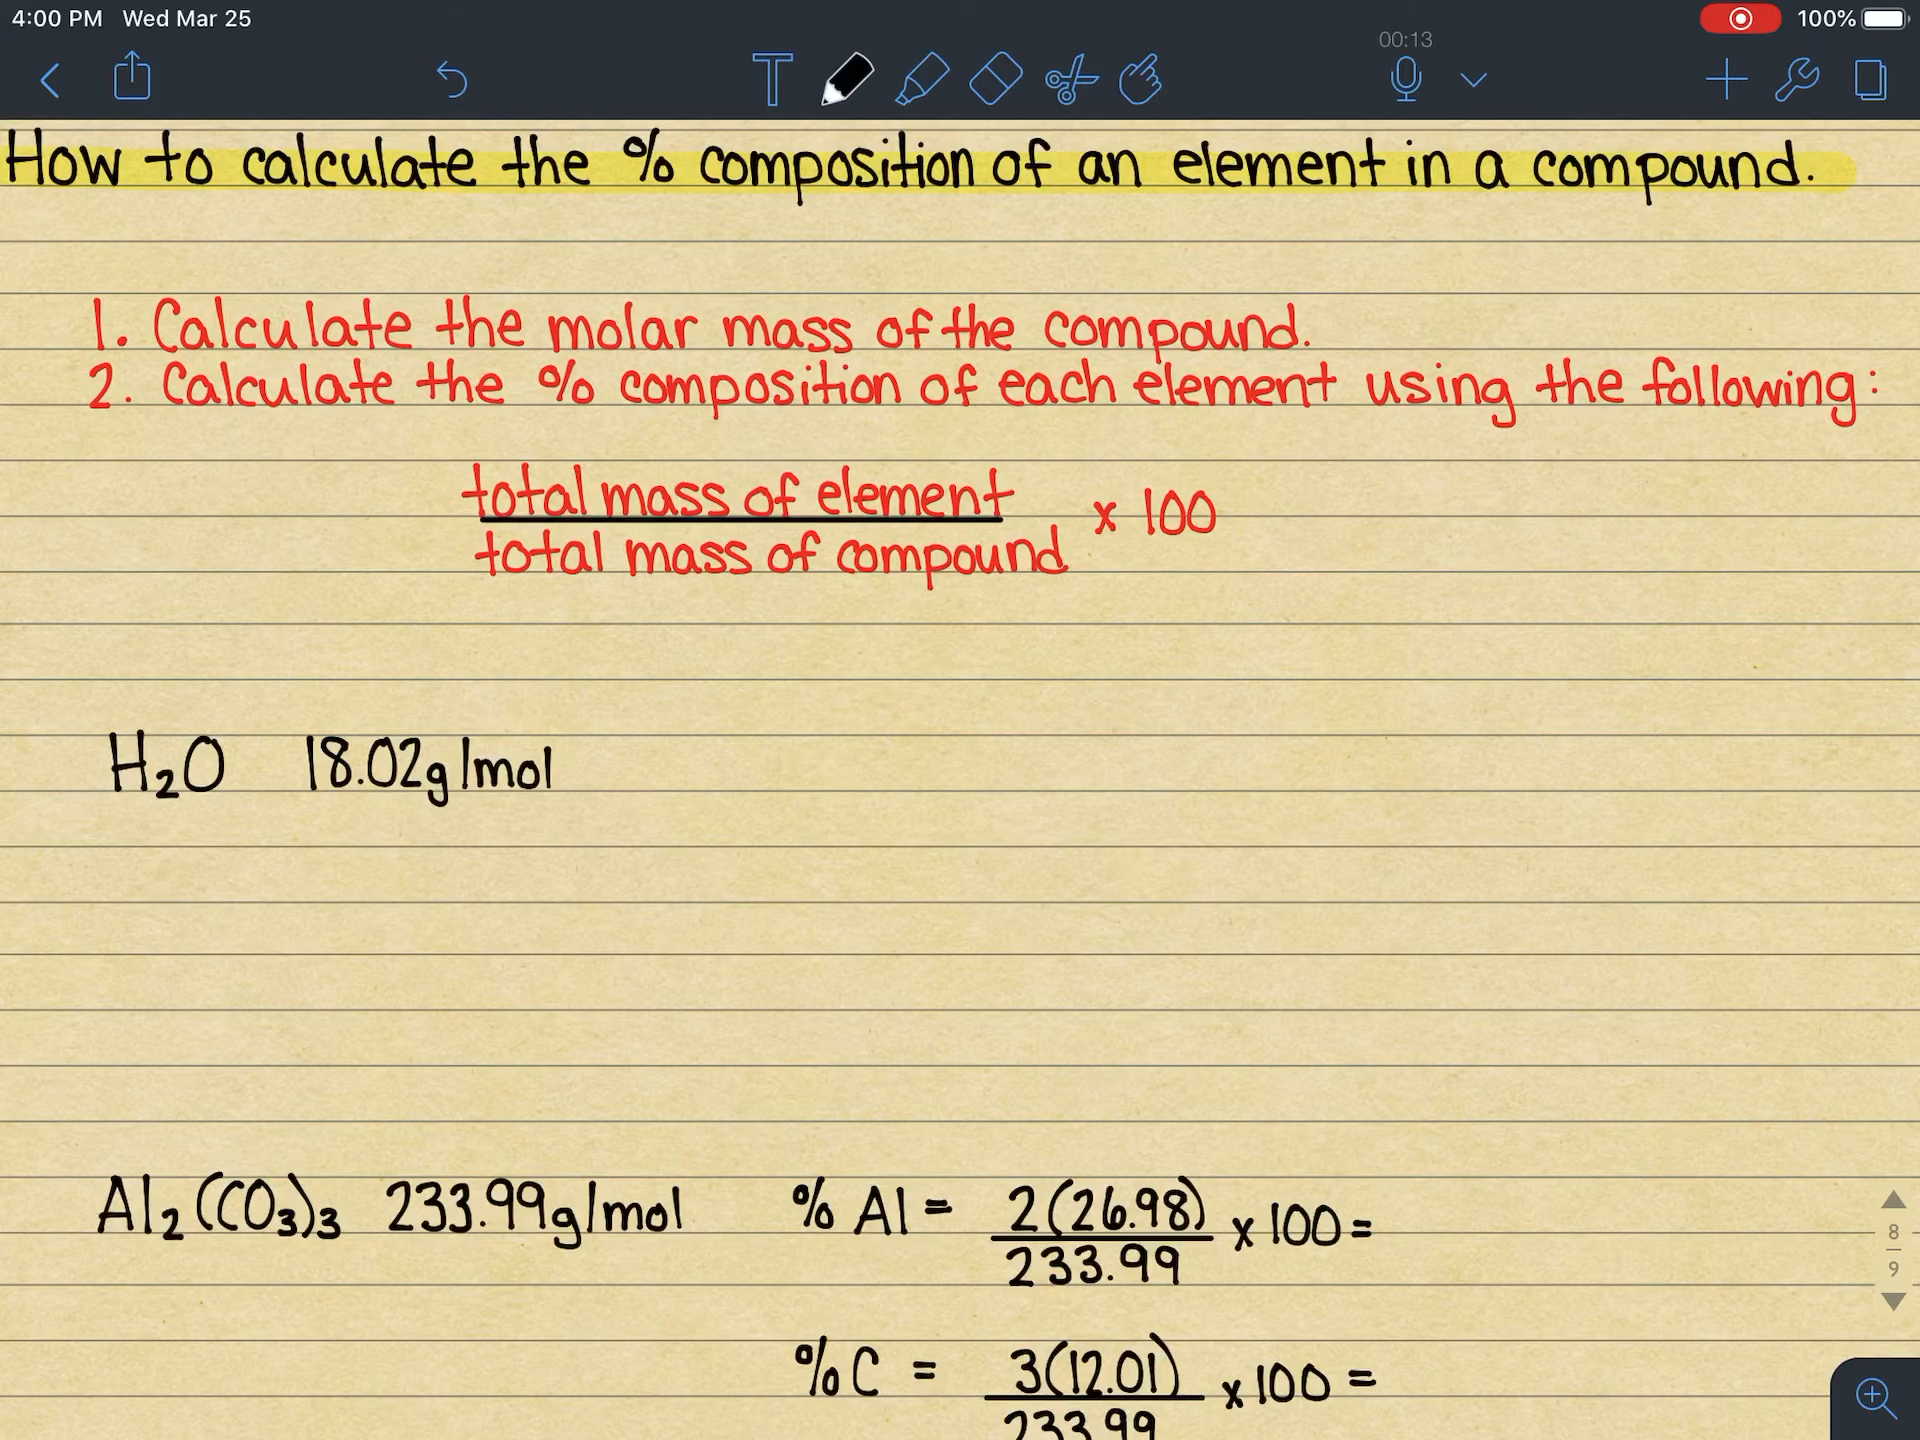 4:00 PM Wed Mar 25 100%
00:13
T
How to calculate the % composition of an element in a compound.
1. Calculate the molar mass of the compound.
2. Calculate the % composition of each element using the following:
total mass of element
x 100
total mass of compound
H₂O 18.02g/mol
Al₂(CO₃)₃ 233.99g/mol % Al = 2(26.98) x 100 =
233.99
8
9
% C = 3(12.01) x 100 =
233.99